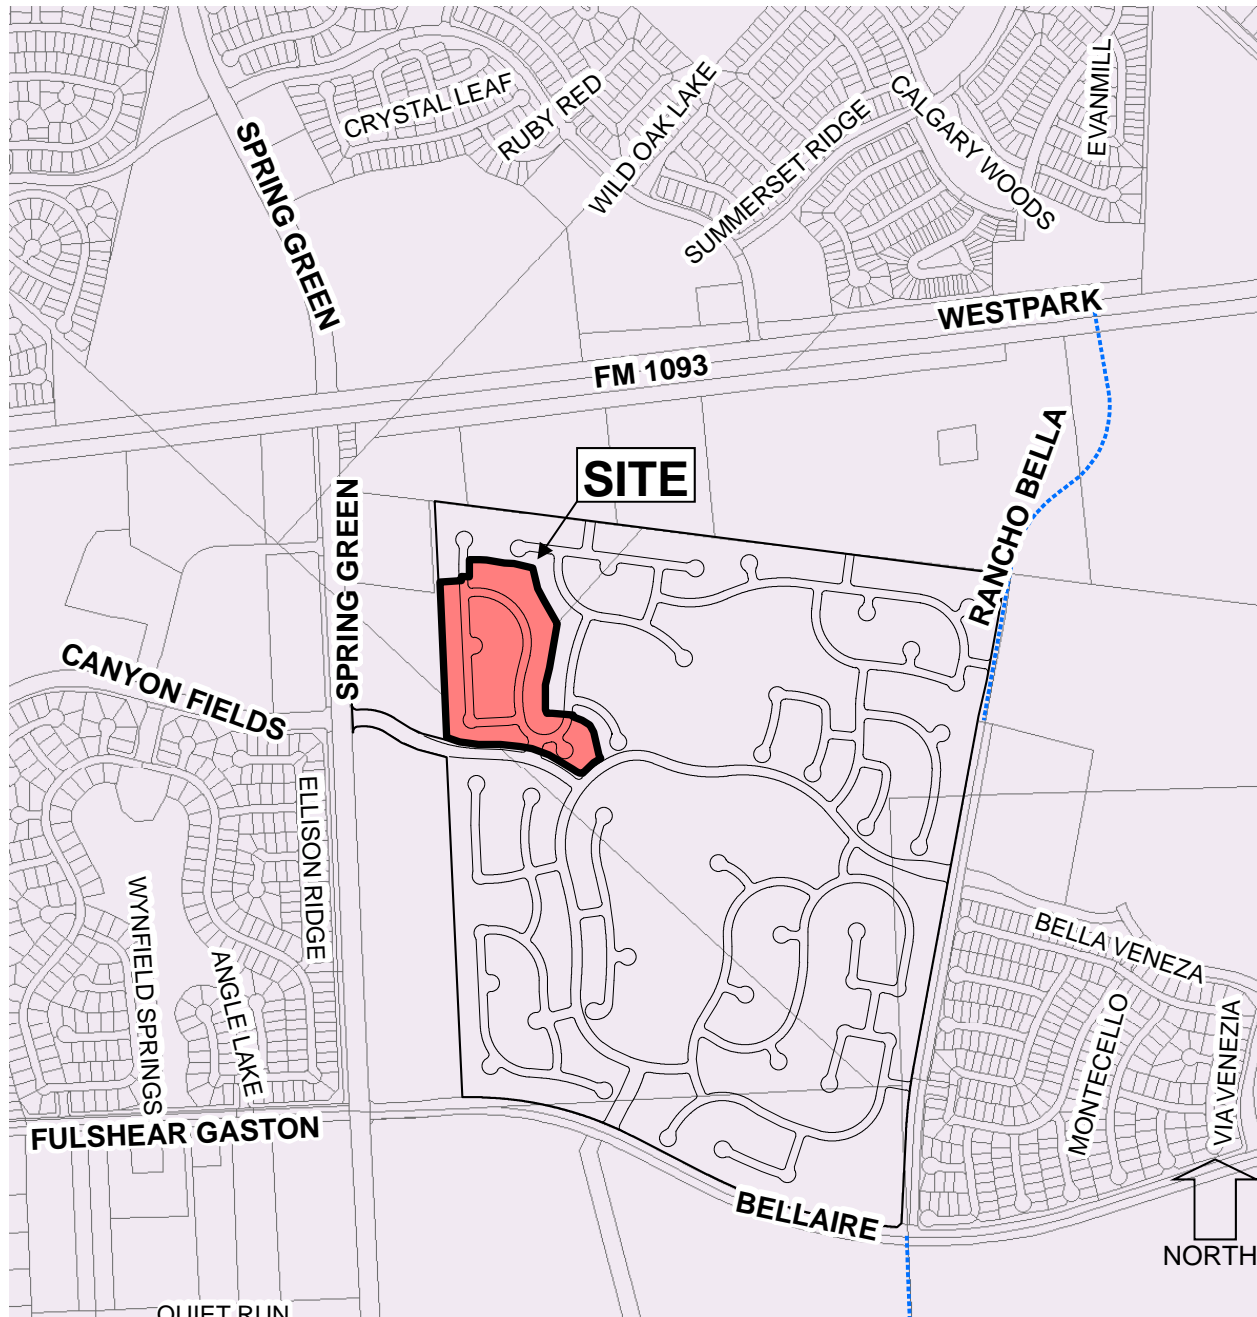 CRYSTAL LEAF
RUBY RED
WILD OAK LAKE
SUMMERSET RIDGE
CALGARY WOODS
EVANMILL
SPRING GREEN
WESTPARK
FM 1093
SITE
RANCHO BELLA
SPRING GREEN
CANYON FIELDS
ELLISON RIDGE
WYNFIELD SPRINGS
ANGLE LAKE
BELLA VENEZA
MONTECELLO
VIA VENEZIA
FULSHEAR GASTON
BELLAIRE
NORTH
QUIET RUN